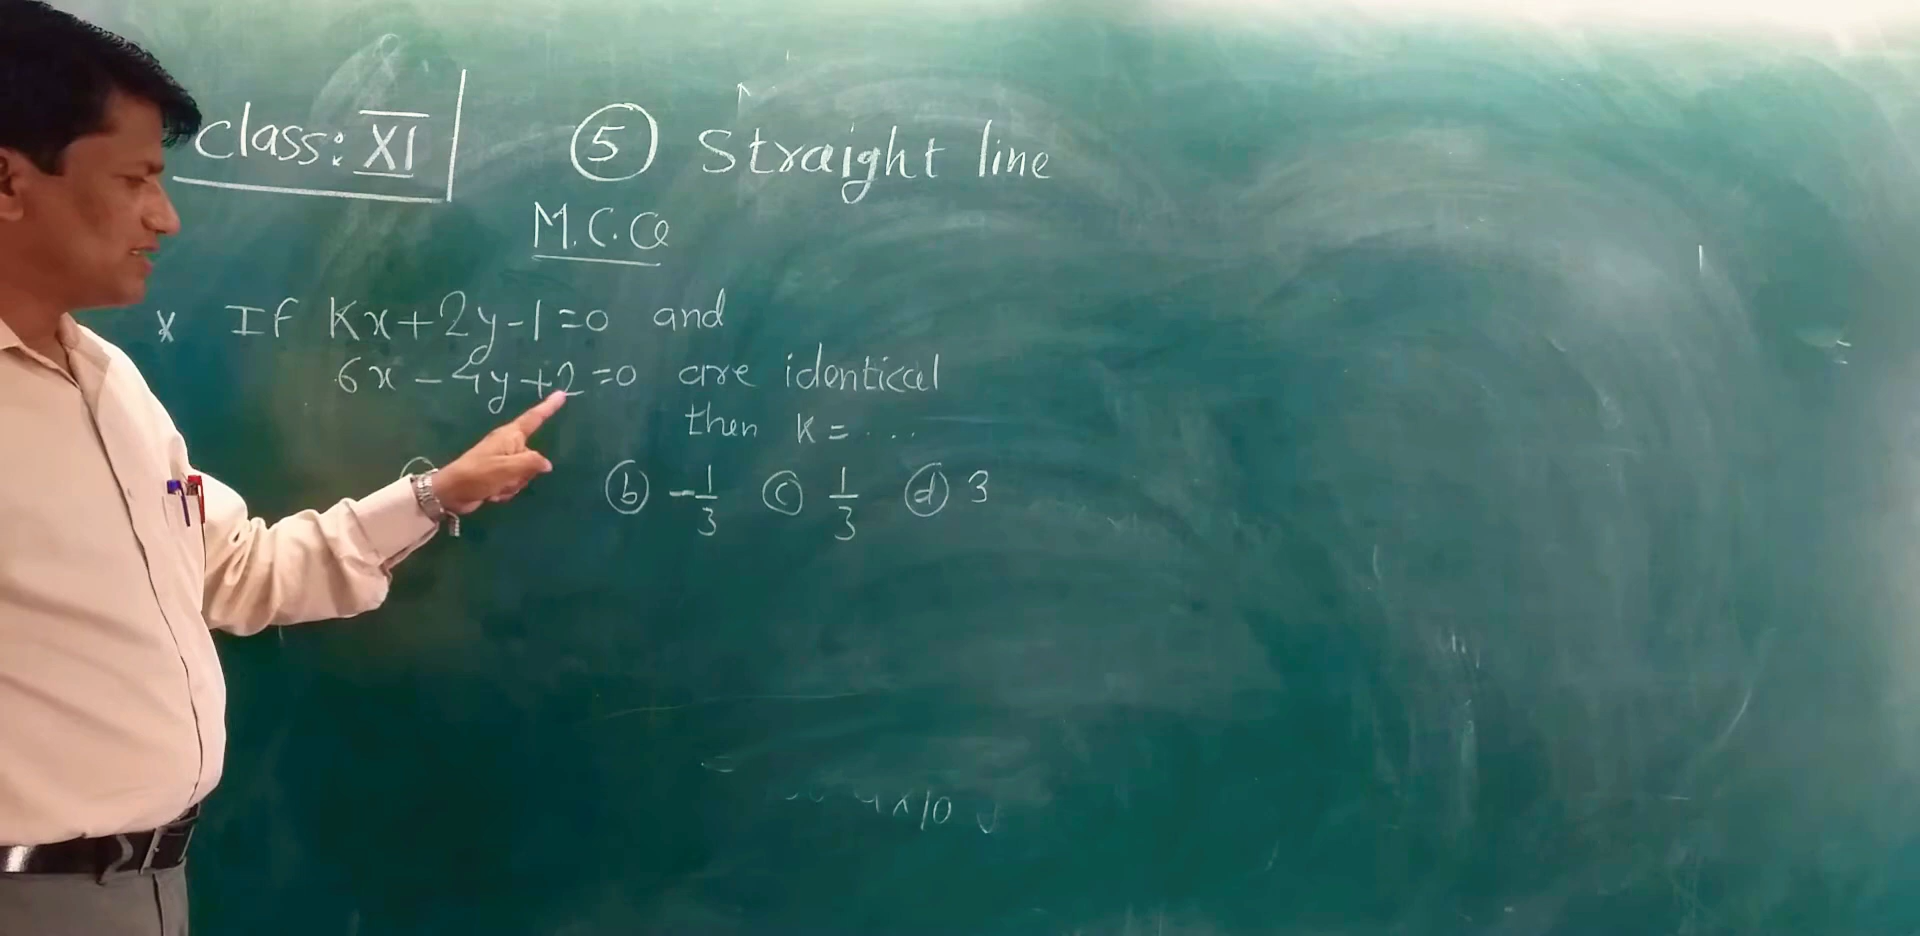 Class: XI
5 Straight line
M.C.Q
* If Kx+2y-1=0 and
6x-4y+2=0 are identical
then k=....
b -1/3 c 1/3 d 3